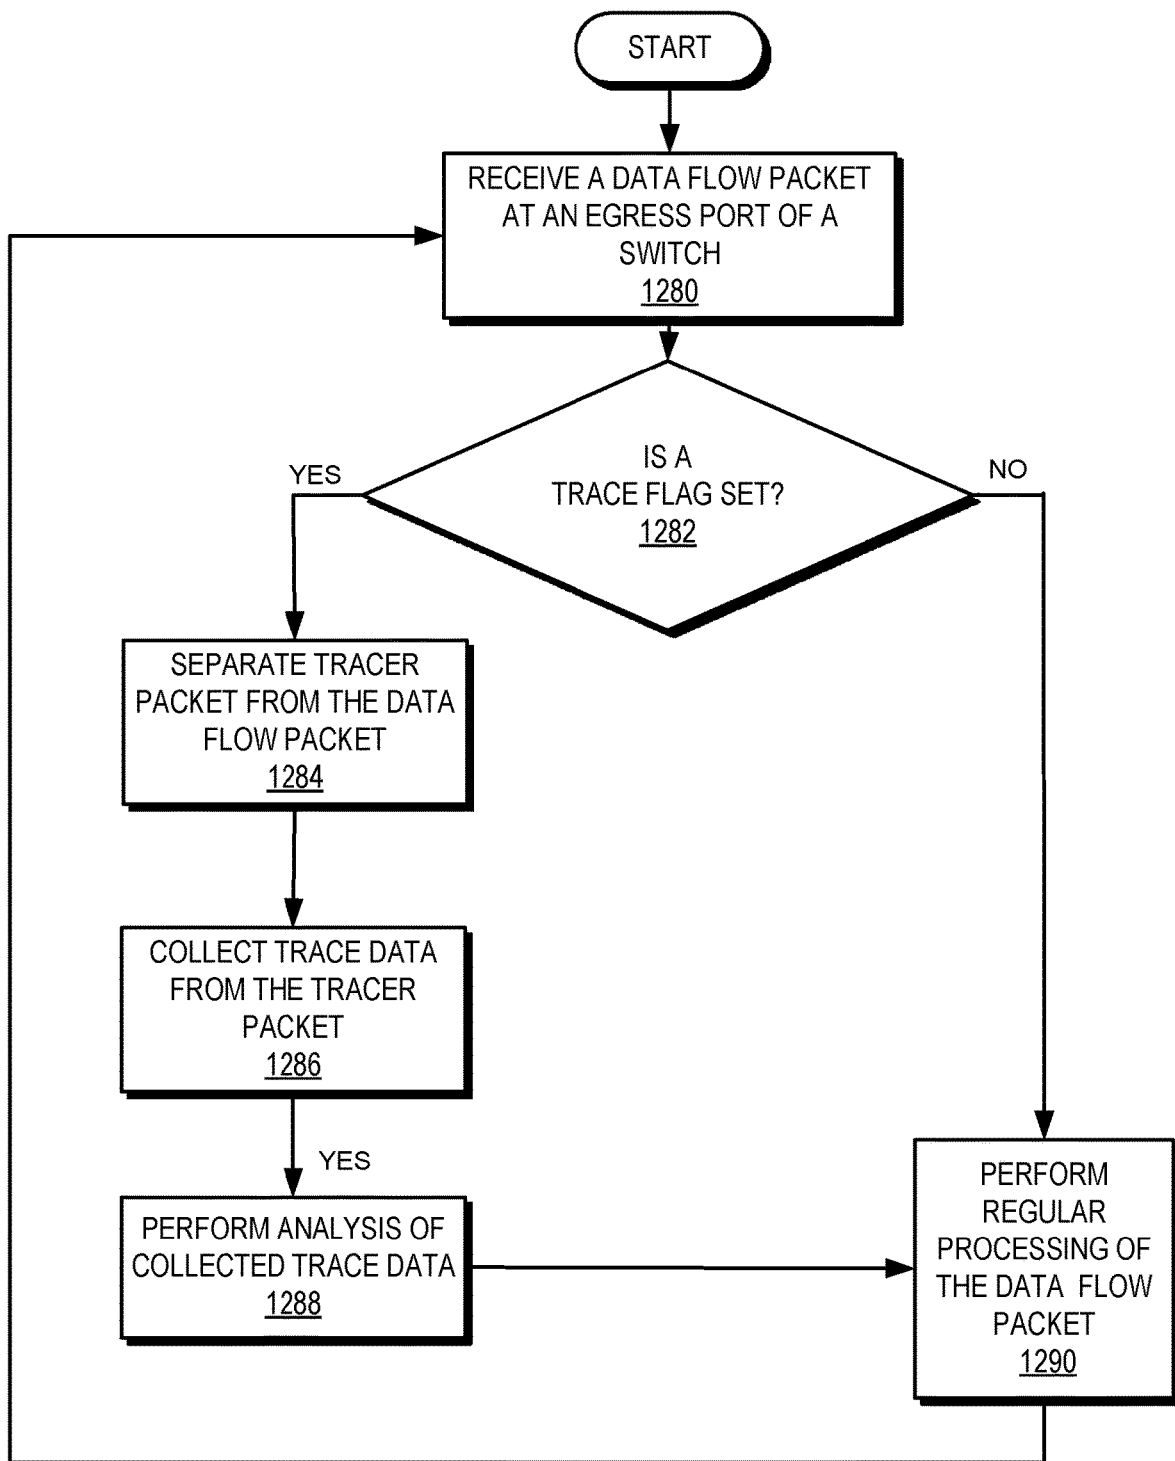 START
RECEIVE A DATA FLOW PACKET
AT AN EGRESS PORT OF A
SWITCH
1280
IS A
TRACE FLAG SET?
1282
YES
NO
SEPARATE TRACER
PACKET FROM THE DATA
FLOW PACKET
1284
COLLECT TRACE DATA
FROM THE TRACER
PACKET
1286
YES
PERFORM ANALYSIS OF
COLLECTED TRACE DATA
1288
PERFORM
REGULAR
PROCESSING OF
THE DATA FLOW
PACKET
1290